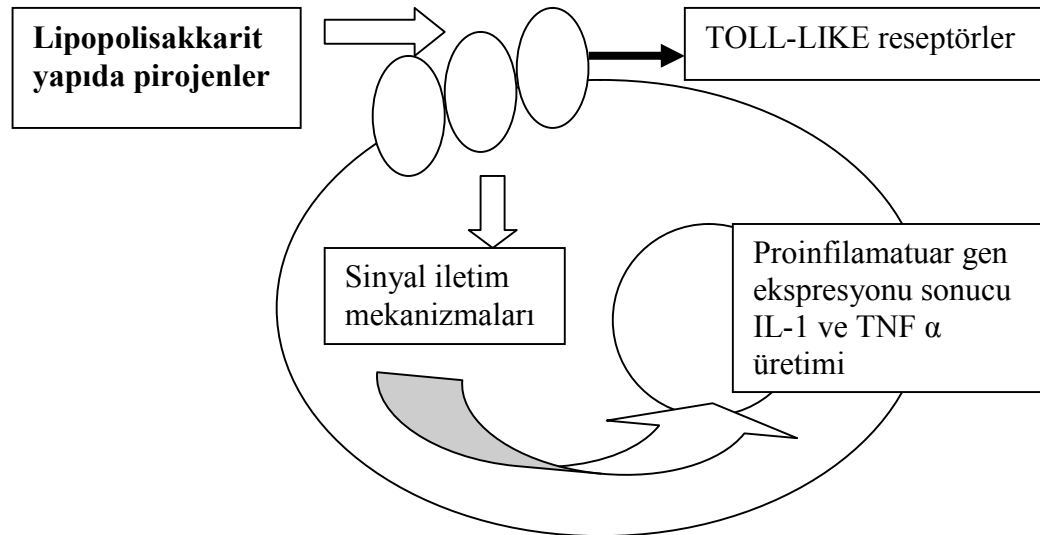 Lipopolisakkarit
yapıda pirojenler
TOLL-LIKE reseptörler
Sinyal iletim
mekanizmaları
Proinfilamatuar gen
ekspresyonu sonucu
IL-1 ve TNF α
üretimi